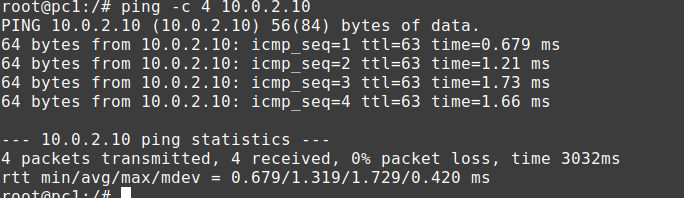 root@pc1:/# ping -c 4 10.0.2.10
PING 10.0.2.10 (10.0.2.10) 56(84) bytes of data.
64 bytes from 10.0.2.10: icmp_seq=1 ttl=63 time=0.679 ms
64 bytes from 10.0.2.10: icmp_seq=2 ttl=63 time=1.21 ms
64 bytes from 10.0.2.10: icmp_seq=3 ttl=63 time=1.73 ms
64 bytes from 10.0.2.10: icmp_seq=4 ttl=63 time=1.66 ms
--- 10.0.2.10 ping statistics ---
4 packets transmitted, 4 received, 0% packet loss, time 3032ms
rtt min/avg/max/mdev = 0.679/1.319/1.729/0.420 ms
root@pc1:/#